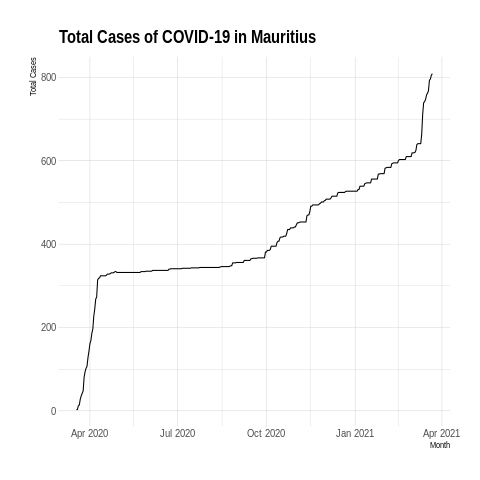 Total Cases of COVID-19 in Mauritius
Total Cases
800
600
400
200
0
Apr 2020 Jul 2020 Oct 2020 Jan 2021 Apr 2021
Month